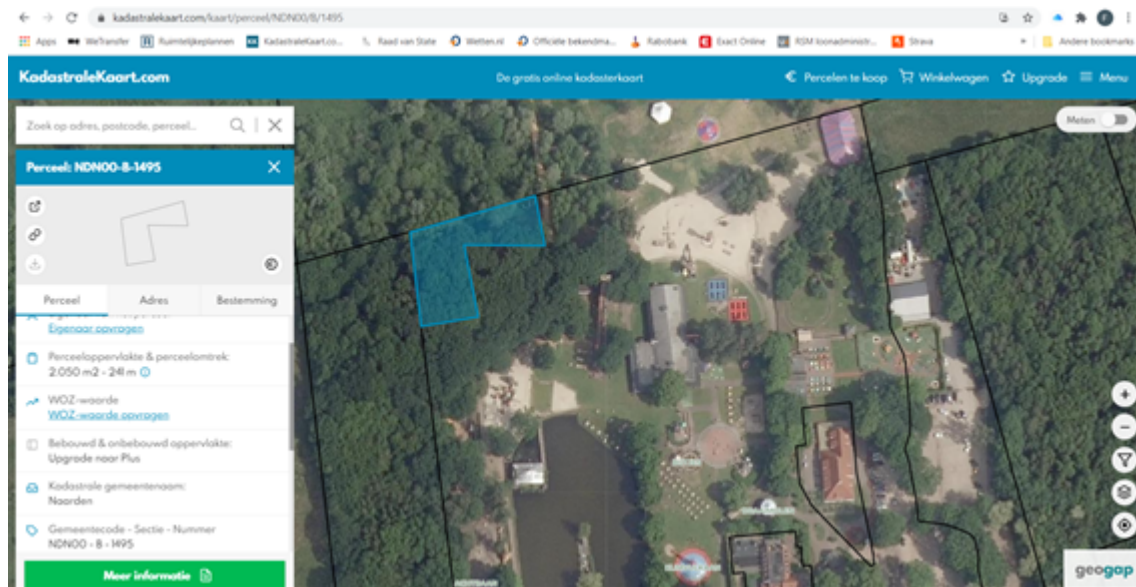 kadastralekaart.com/kaart/perceel/NDN00/B/1495
Apps WeTransfer Ruimtelijkeplannen KadastraleKaart.co... Raad van State Wetten.nl Officiële bekendma... Rabobank Exact Online RSM loonadministr... Strava » Andere bookmarks
KadastraleKaart.com De gratis online kadasterkaart € Percelen te koop Winkelwagen Upgrade Menu
Zoek op adres, postcode, perceel...
Meten
Perceel: NDN00-B-1495
Perceel Adres Bestemming
Eigenaar opvragen
Perceeloppervlakte & perceelomtrek:
2.050 m2 - 241 m
WOZ-waarde
WOZ-waarde opvragen
Bebouwd & onbebouwd oppervlakte:
Upgrade naar Plus
Kadastrale gemeentenaam:
Naarden
Gemeentecode - Sectie - Nummer
NDN00 - B - 1495
Meer informatie
geogap